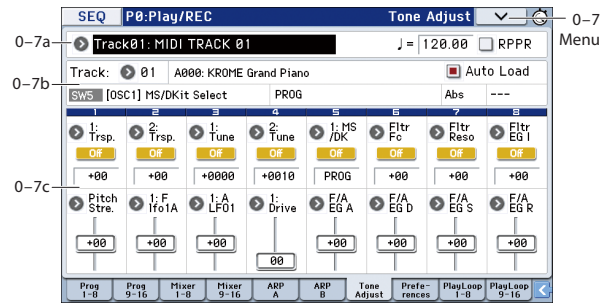 SEQ P0:Play/REC Tone Adjust
0–7
Menu
0–7a
Track01: MIDI TRACK 01 ♩= 120.00 RPPR
Track: 01 A000: KROME Grand Piano Auto Load
0–7b
SW5 [OSC1] MS/DKit Select PROG Abs ---
1 2 3 4 5 6 7 8
1: Trsp. 2: Trsp. 1: Tune 2: Tune 1: MS /DK Fltr Fc Fltr Reso Fltr EG I
Off Off Off Off Off Off Off Off
+00 +00 +0000 +0010 PROG +00 +00 +00
0–7c
Pitch Stre. 1: F lfo1A 1: A LFO1 1: Drive F/A EG A F/A EG D F/A EG S F/A EG R
+00 +00 +00 00 +00 +00 +00 +00
Prog 1-8 Prog 9-16 Mixer 1-8 Mixer 9-16 ARP A ARP B Tone Adjust Prefe- rences PlayLoop 1-8 PlayLoop 9-16